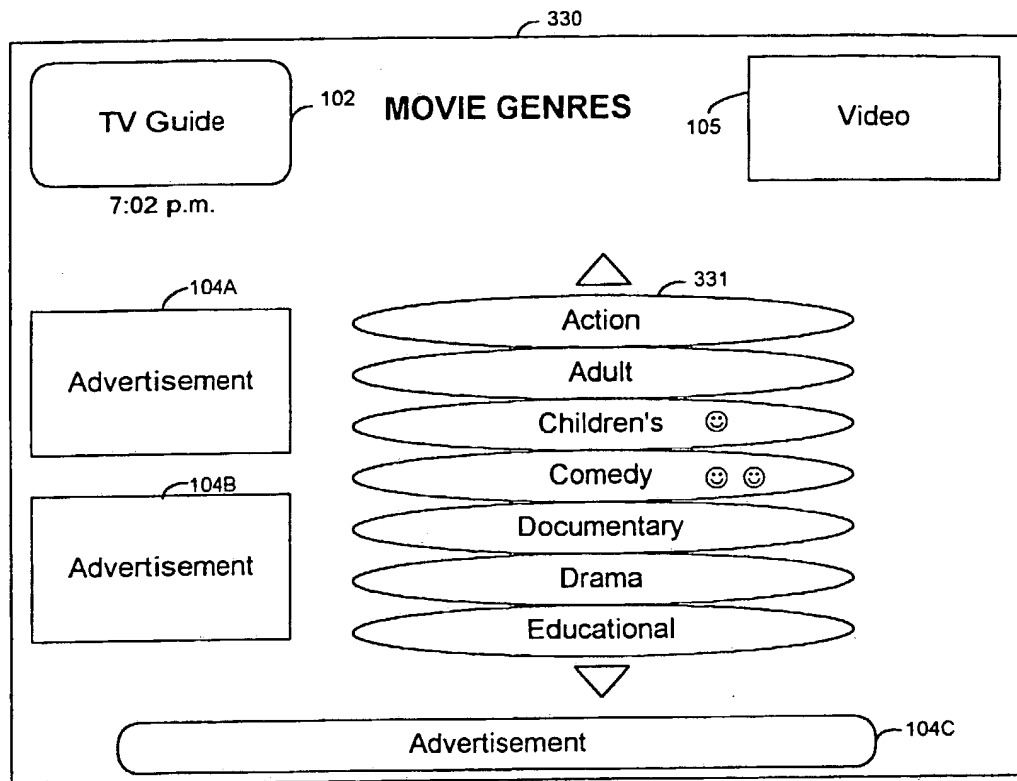 330
TV Guide
102
MOVIE GENRES
105
Video
7:02 p.m.
104A
Advertisement
104B
Advertisement
331
Action
Adult
Children's
Comedy
Documentary
Drama
Educational
Advertisement
104C